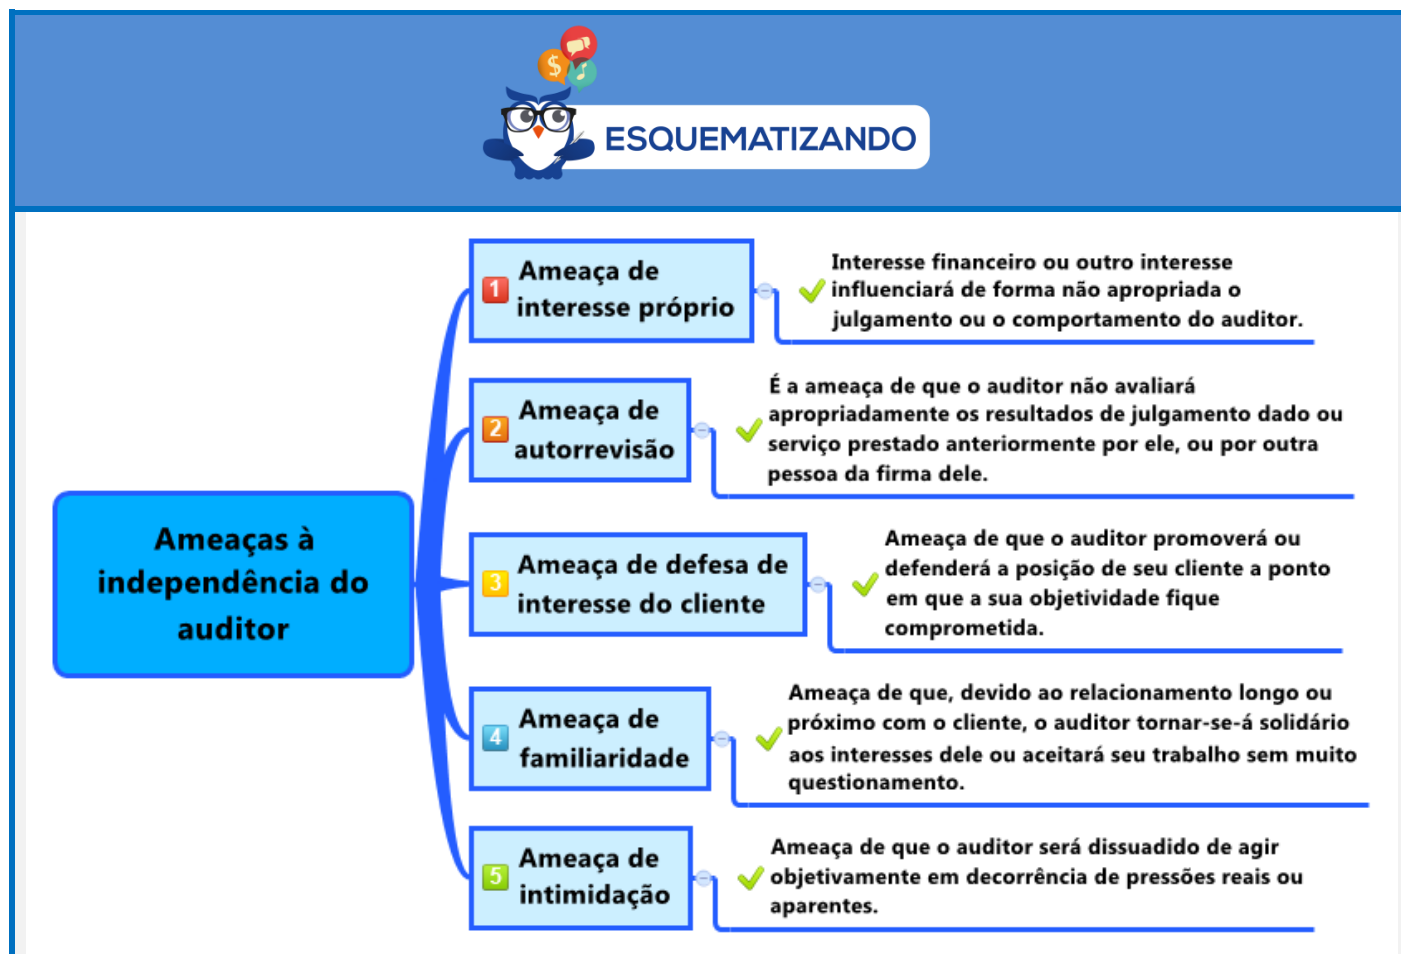 ESQUEMATIZANDO
Ameaças à
independência do
auditor
1
Ameaça de
interesse próprio
Interesse financeiro ou outro interesse
influenciará de forma não apropriada o
julgamento ou o comportamento do auditor.
2
Ameaça de
autorrevisão
É a ameaça de que o auditor não avaliará
apropriadamente os resultados de julgamento dado ou
serviço prestado anteriormente por ele, ou por outra
pessoa da firma dele.
3
Ameaça de defesa de
interesse do cliente
Ameaça de que o auditor promoverá ou
defenderá a posição de seu cliente a ponto
em que a sua objetividade fique
comprometida.
4
Ameaça de
familiaridade
Ameaça de que, devido ao relacionamento longo ou
próximo com o cliente, o auditor tornar-se-á solidário
aos interesses dele ou aceitará seu trabalho sem muito
questionamento.
5
Ameaça de
intimidação
Ameaça de que o auditor será dissuadido de agir
objetivamente em decorrência de pressões reais ou
aparentes.